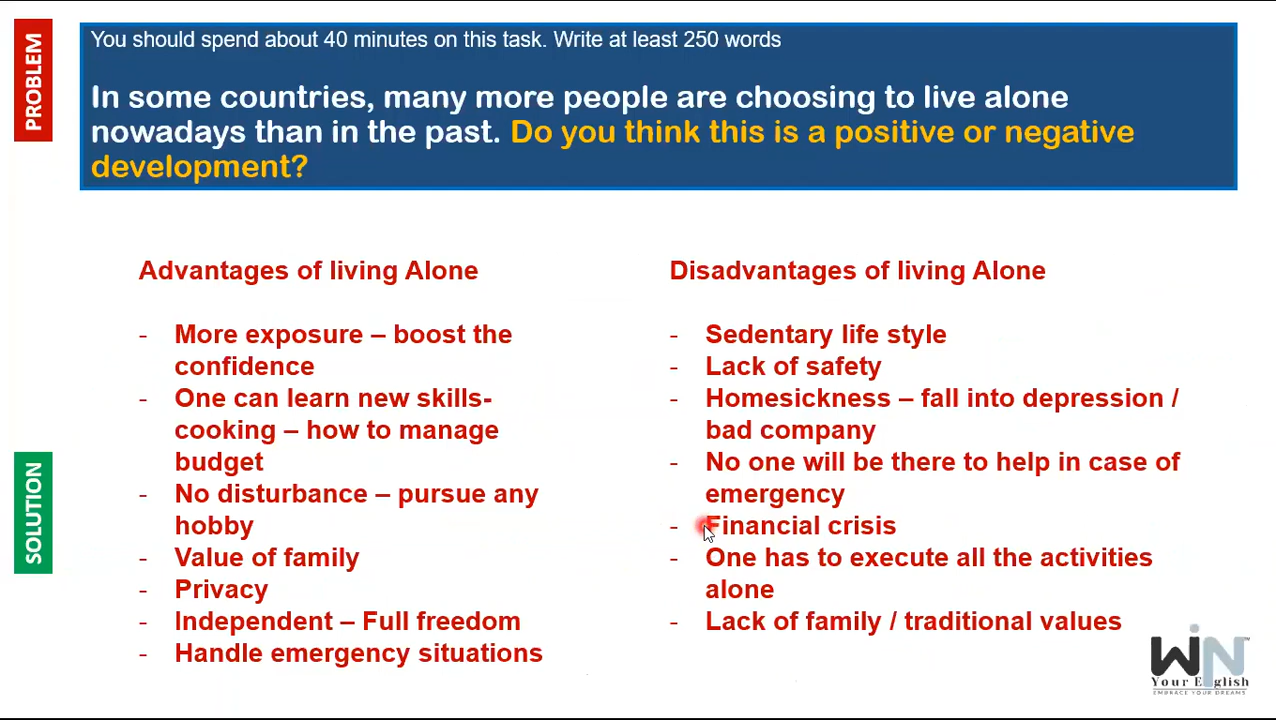 PROBLEM
You should spend about 40 minutes on this task. Write at least 250 words
In some countries, many more people are choosing to live alone
nowadays than in the past. Do you think this is a positive or negative
development?
Advantages of living Alone
- More exposure – boost the
confidence
- One can learn new skills-
cooking – how to manage
budget
- No disturbance – pursue any
hobby
- Value of family
- Privacy
- Independent – Full freedom
- Handle emergency situations
Disadvantages of living Alone
- Sedentary life style
- Lack of safety
- Homesickness – fall into depression /
bad company
- No one will be there to help in case of
emergency
- Financial crisis
- One has to execute all the activities
alone
- Lack of family / traditional values
SOLUTION
WiN™
Your English
EMBRACE YOUR DREAMS